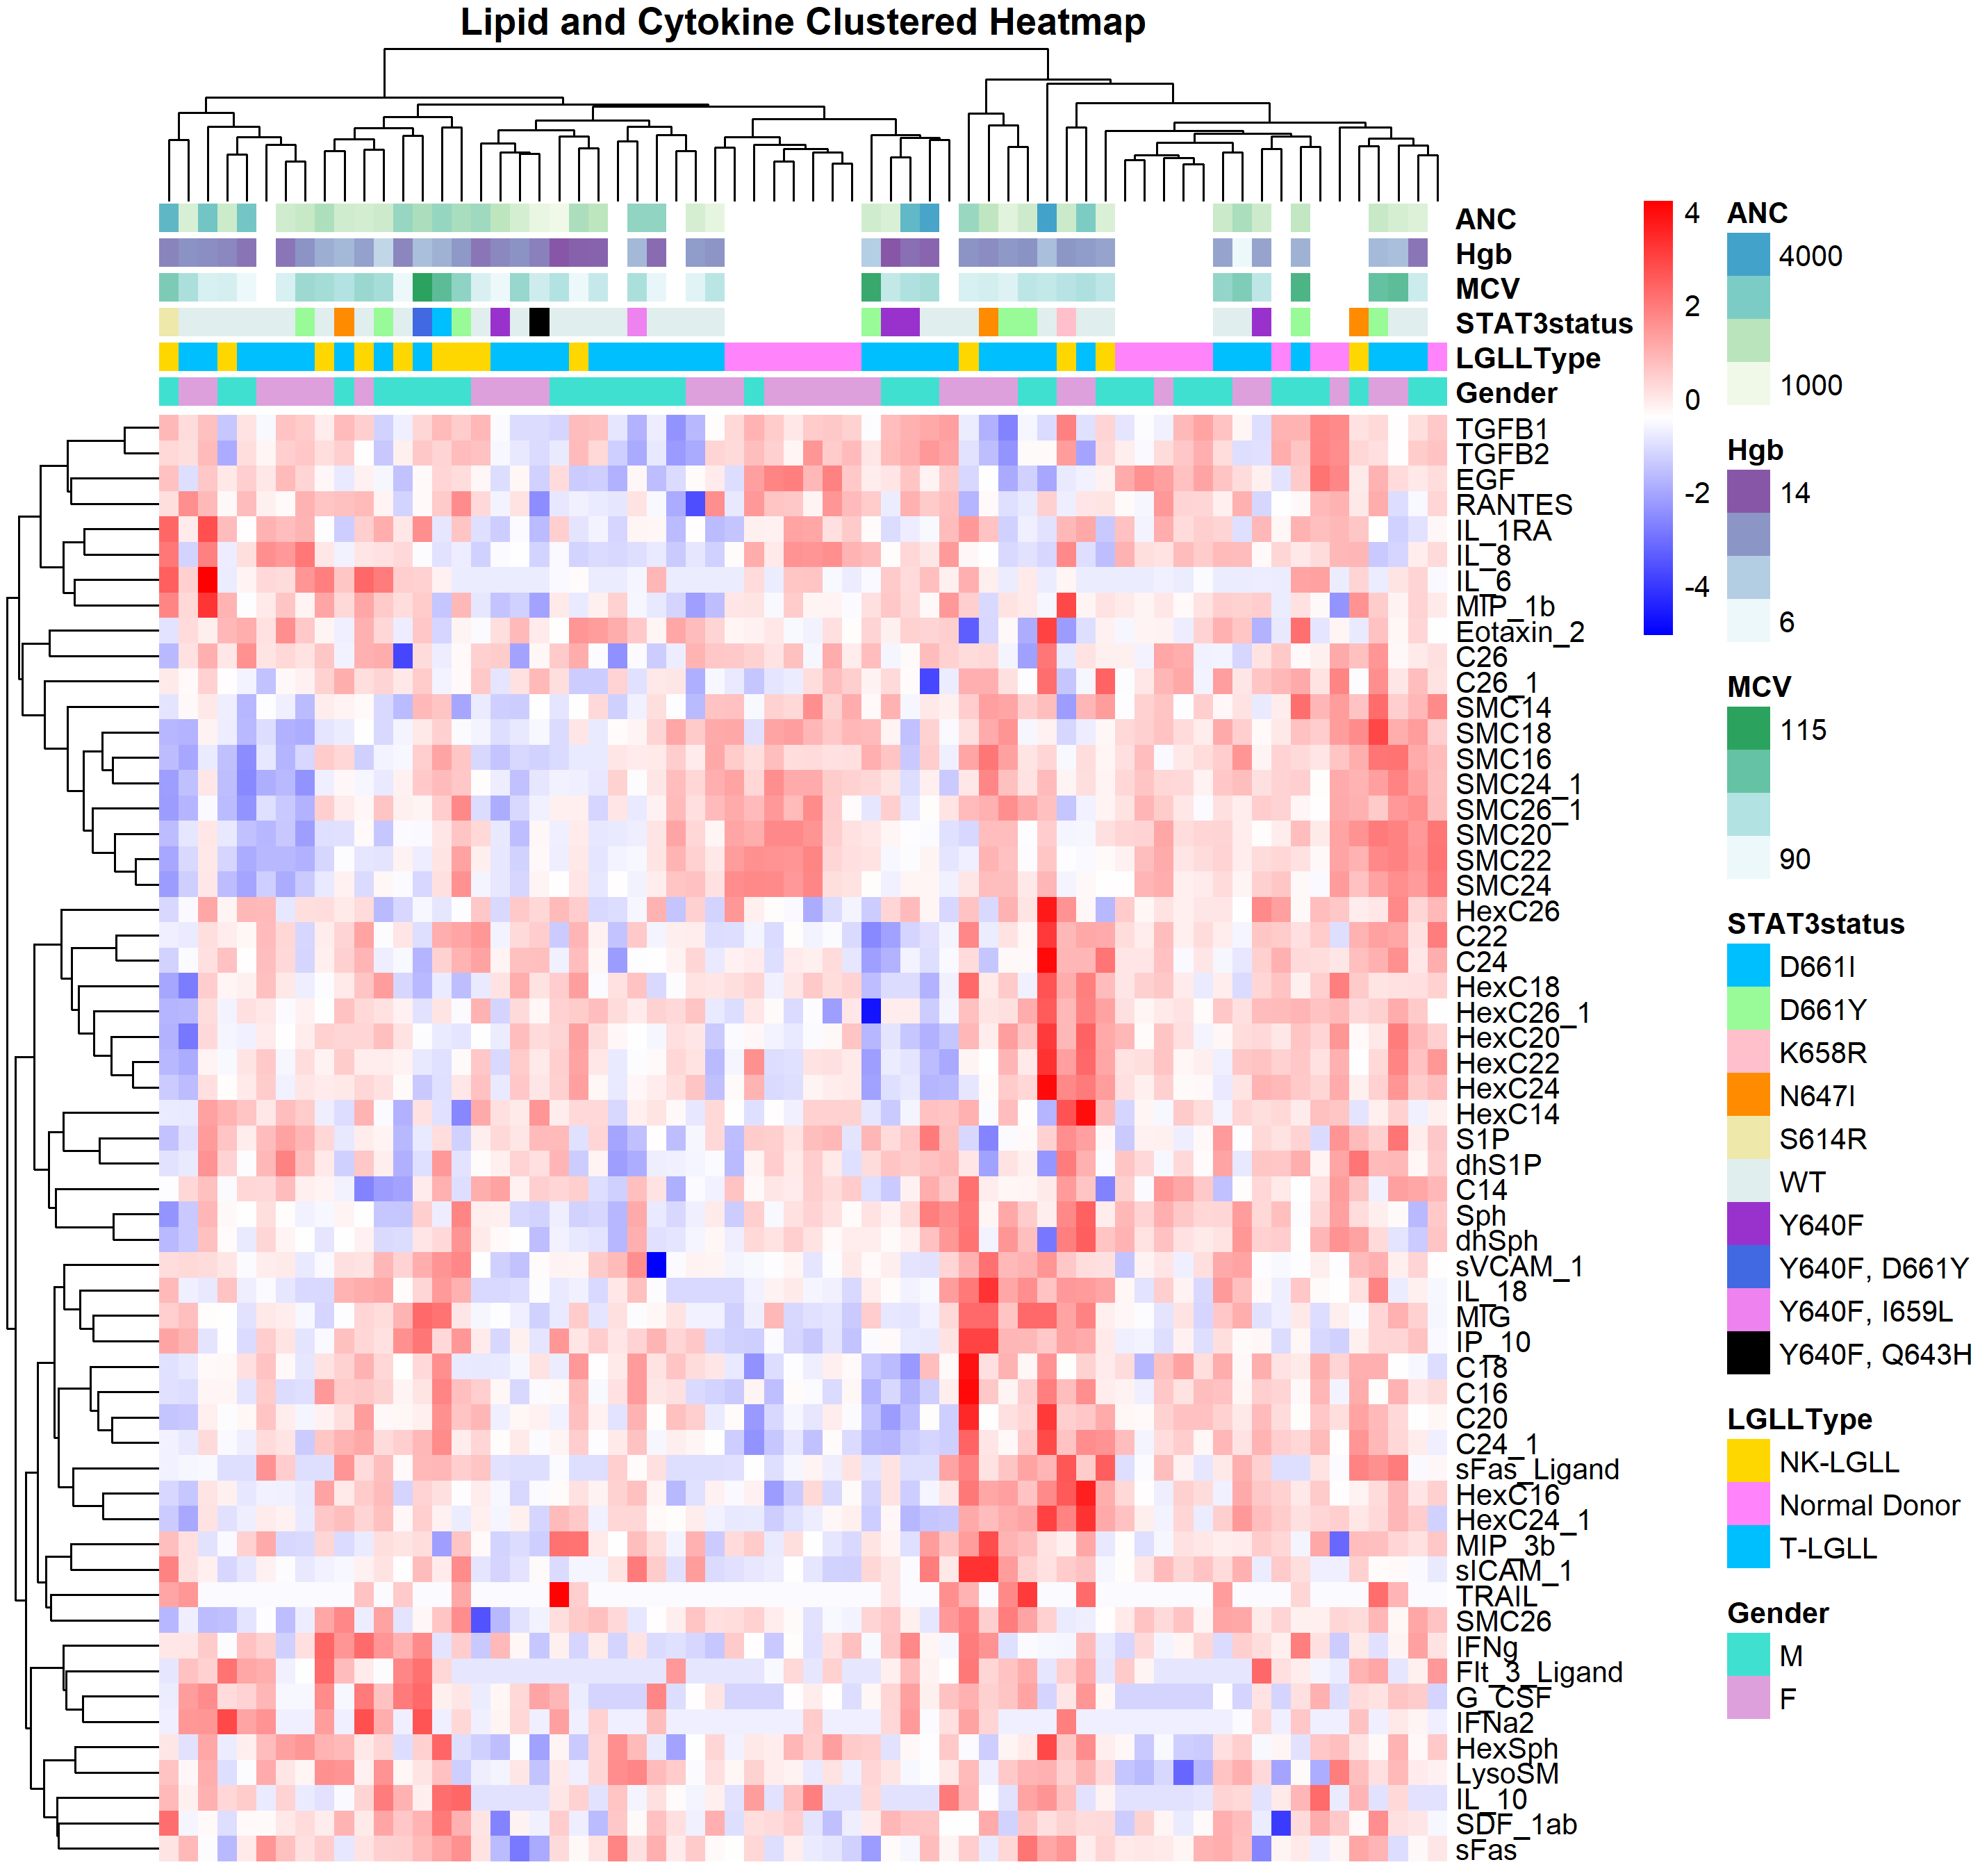 Lipid and Cytokine Clustered Heatmap
ANC
Hgb
MCV
STAT3status
LGLLType
Gender
TGFB1
TGFB2
EGF
RANTES
IL_1RA
IL_8
IL_6
MIP_1b
Eotaxin_2
C26
C26_1
SMC14
SMC18
SMC16
SMC24_1
SMC26_1
SMC20
SMC22
SMC24
HexC26
C22
C24
HexC18
HexC26_1
HexC20
HexC22
HexC24
HexC14
S1P
dhS1P
C14
Sph
dhSph
sVCAM_1
IL_18
MIG
IP_10
C18
C16
C20
C24_1
sFas_Ligand
HexC16
HexC24_1
MIP_3b
sICAM_1
TRAIL
SMC26
IFNg
Flt_3_Ligand
G_CSF
IFNa2
HexSph
LysoSM
IL_10
SDF_1ab
sFas
4
2
0
-2
-4
ANC
4000
1000
Hgb
14
6
MCV
115
90
STAT3status
D661I
D661Y
K658R
N647I
S614R
WT
Y640F
Y640F, D661Y
Y640F, I659L
Y640F, Q643H
LGLLType
NK-LGLL
Normal Donor
T-LGLL
Gender
M
F